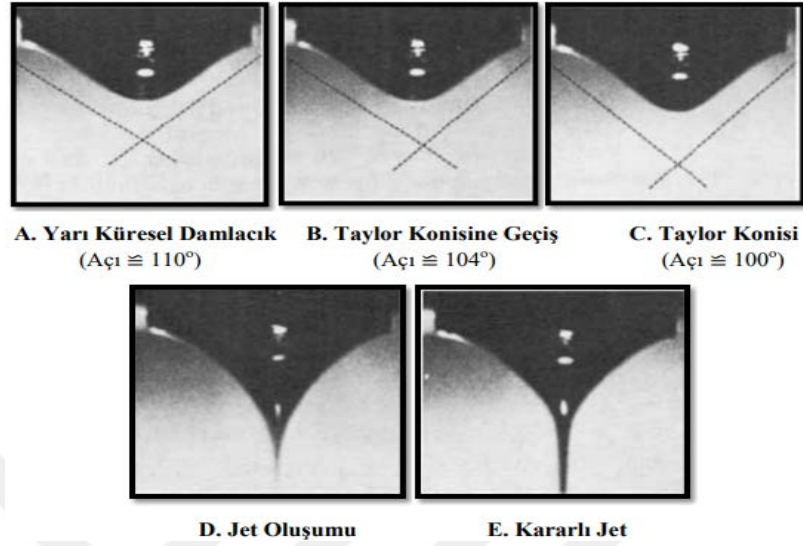 A. Yarı Küresel Damlacık
(Açı ≌ 110°)
B. Taylor Konisine Geçiş
(Açı ≌ 104°)
C. Taylor Konisi
(Açı ≌ 100°)
D. Jet Oluşumu
E. Kararlı Jet